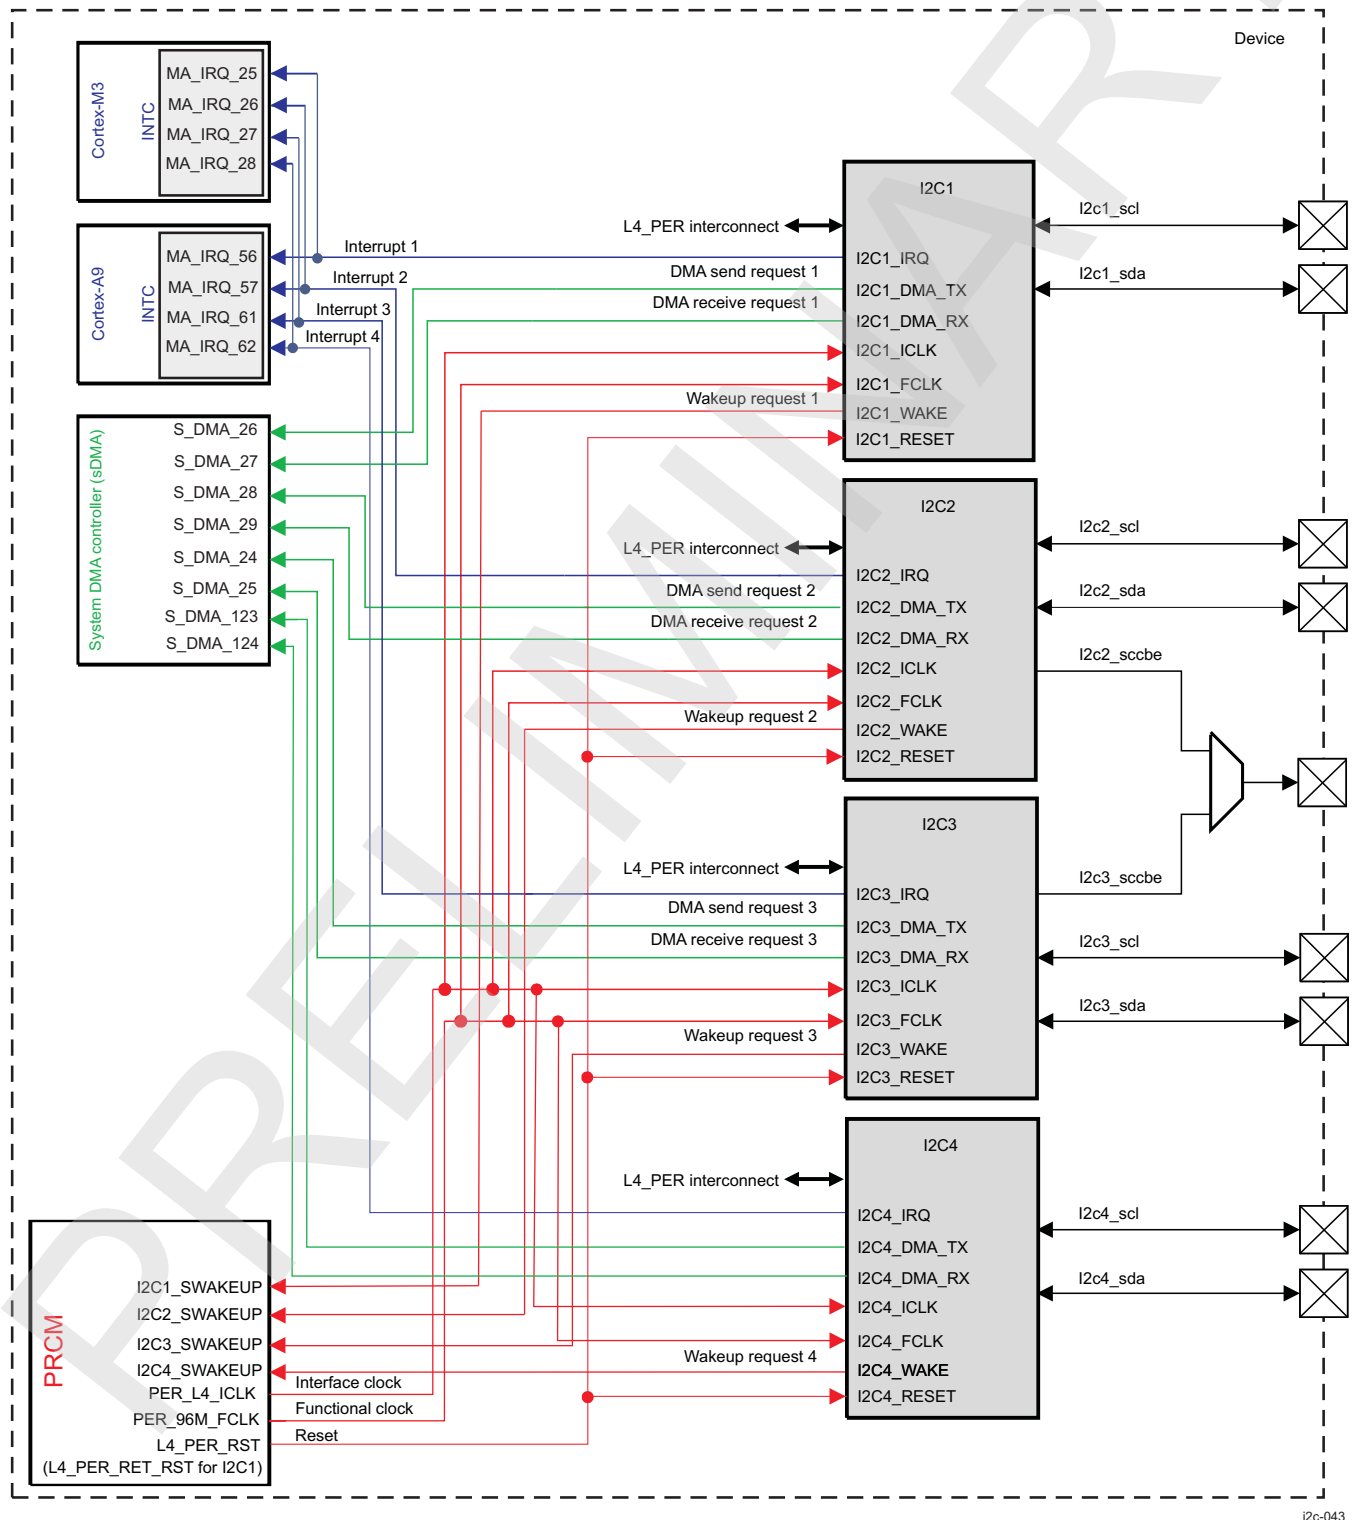 Device
Cortex-M3
INTC
MA_IRQ_25
MA_IRQ_26
MA_IRQ_27
MA_IRQ_28
Cortex-A9
INTC
MA_IRQ_56
MA_IRQ_57
MA_IRQ_61
MA_IRQ_62
Interrupt 1
Interrupt 2
Interrupt 3
Interrupt 4
System DMA controller (sDMA)
S_DMA_26
S_DMA_27
S_DMA_28
S_DMA_29
S_DMA_24
S_DMA_25
S_DMA_123
S_DMA_124
I2C1
L4_PER interconnect
I2C1_IRQ
DMA send request 1
I2C1_DMA_TX
DMA receive request 1
I2C1_DMA_RX
I2C1_ICLK
I2C1_FCLK
Wakeup request 1
I2C1_WAKE
I2C1_RESET
I2c1_scl
I2c1_sda
I2C2
L4_PER interconnect
I2C2_IRQ
DMA send request 2
I2C2_DMA_TX
DMA receive request 2
I2C2_DMA_RX
I2C2_ICLK
I2C2_FCLK
Wakeup request 2
I2C2_WAKE
I2C2_RESET
I2c2_scl
I2c2_sda
I2c2_sccbe
I2C3
L4_PER interconnect
I2C3_IRQ
DMA send request 3
I2C3_DMA_TX
DMA receive request 3
I2C3_DMA_RX
I2C3_ICLK
I2C3_FCLK
Wakeup request 3
I2C3_WAKE
I2C3_RESET
I2c3_sccbe
I2c3_scl
I2c3_sda
I2C4
L4_PER interconnect
I2C4_IRQ
I2C4_DMA_TX
I2C4_DMA_RX
I2C4_ICLK
I2C4_FCLK
Wakeup request 4
I2C4_WAKE
I2C4_RESET
I2c4_scl
I2c4_sda
PRCM
I2C1_SWAKEUP
I2C2_SWAKEUP
I2C3_SWAKEUP
I2C4_SWAKEUP
PER_L4_ICLK
PER_96M_FCLK
L4_PER_RST
(L4_PER_RET_RST for I2C1)
Interface clock
Functional clock
Reset
i2c-043
PRELIMINAR